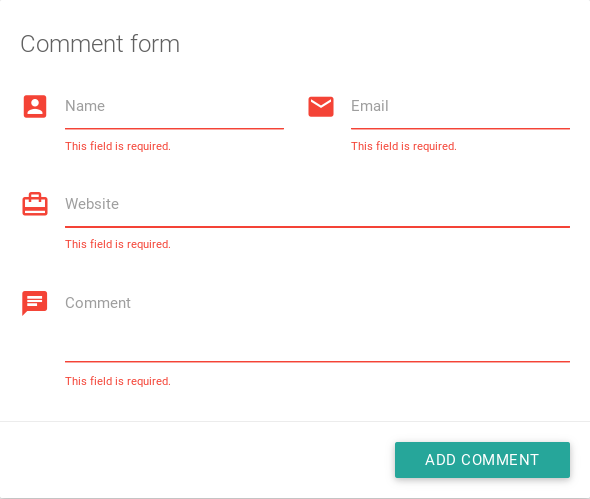 Comment form
Name
Email
This field is required.
This field is required.
Website
This field is required.
Comment
This field is required.
ADD COMMENT